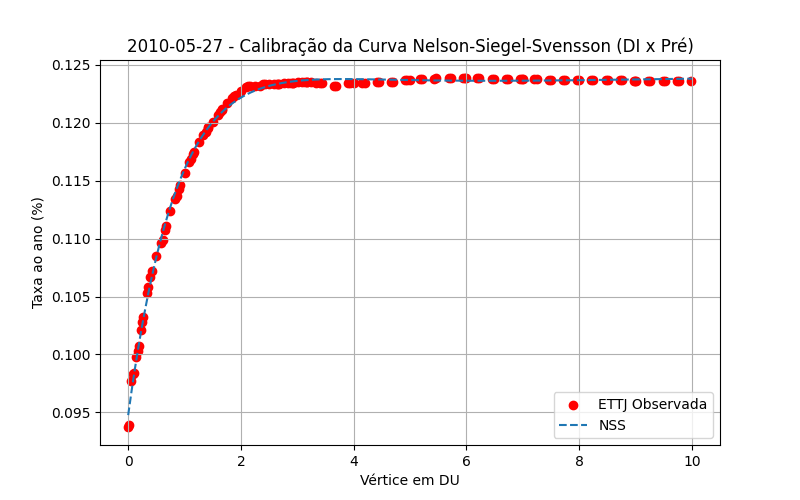 2010-05-27 - Calibração da Curva Nelson-Siegel-Svensson (DI x Pré)
0.125
0.120
0.115
0.110
0.105
0.100
0.095
Taxa ao ano (%)
0 2 4 6 8 10
Vértice em DU
ETTJ Observada
NSS